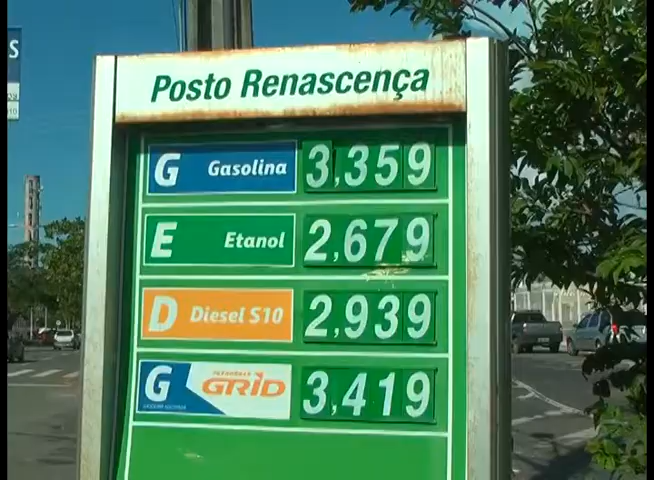 Posto Renascença
G Gasolina 3,359
E Etanol 2,679
D Diesel S10 2,939
G GRID 3,419
S